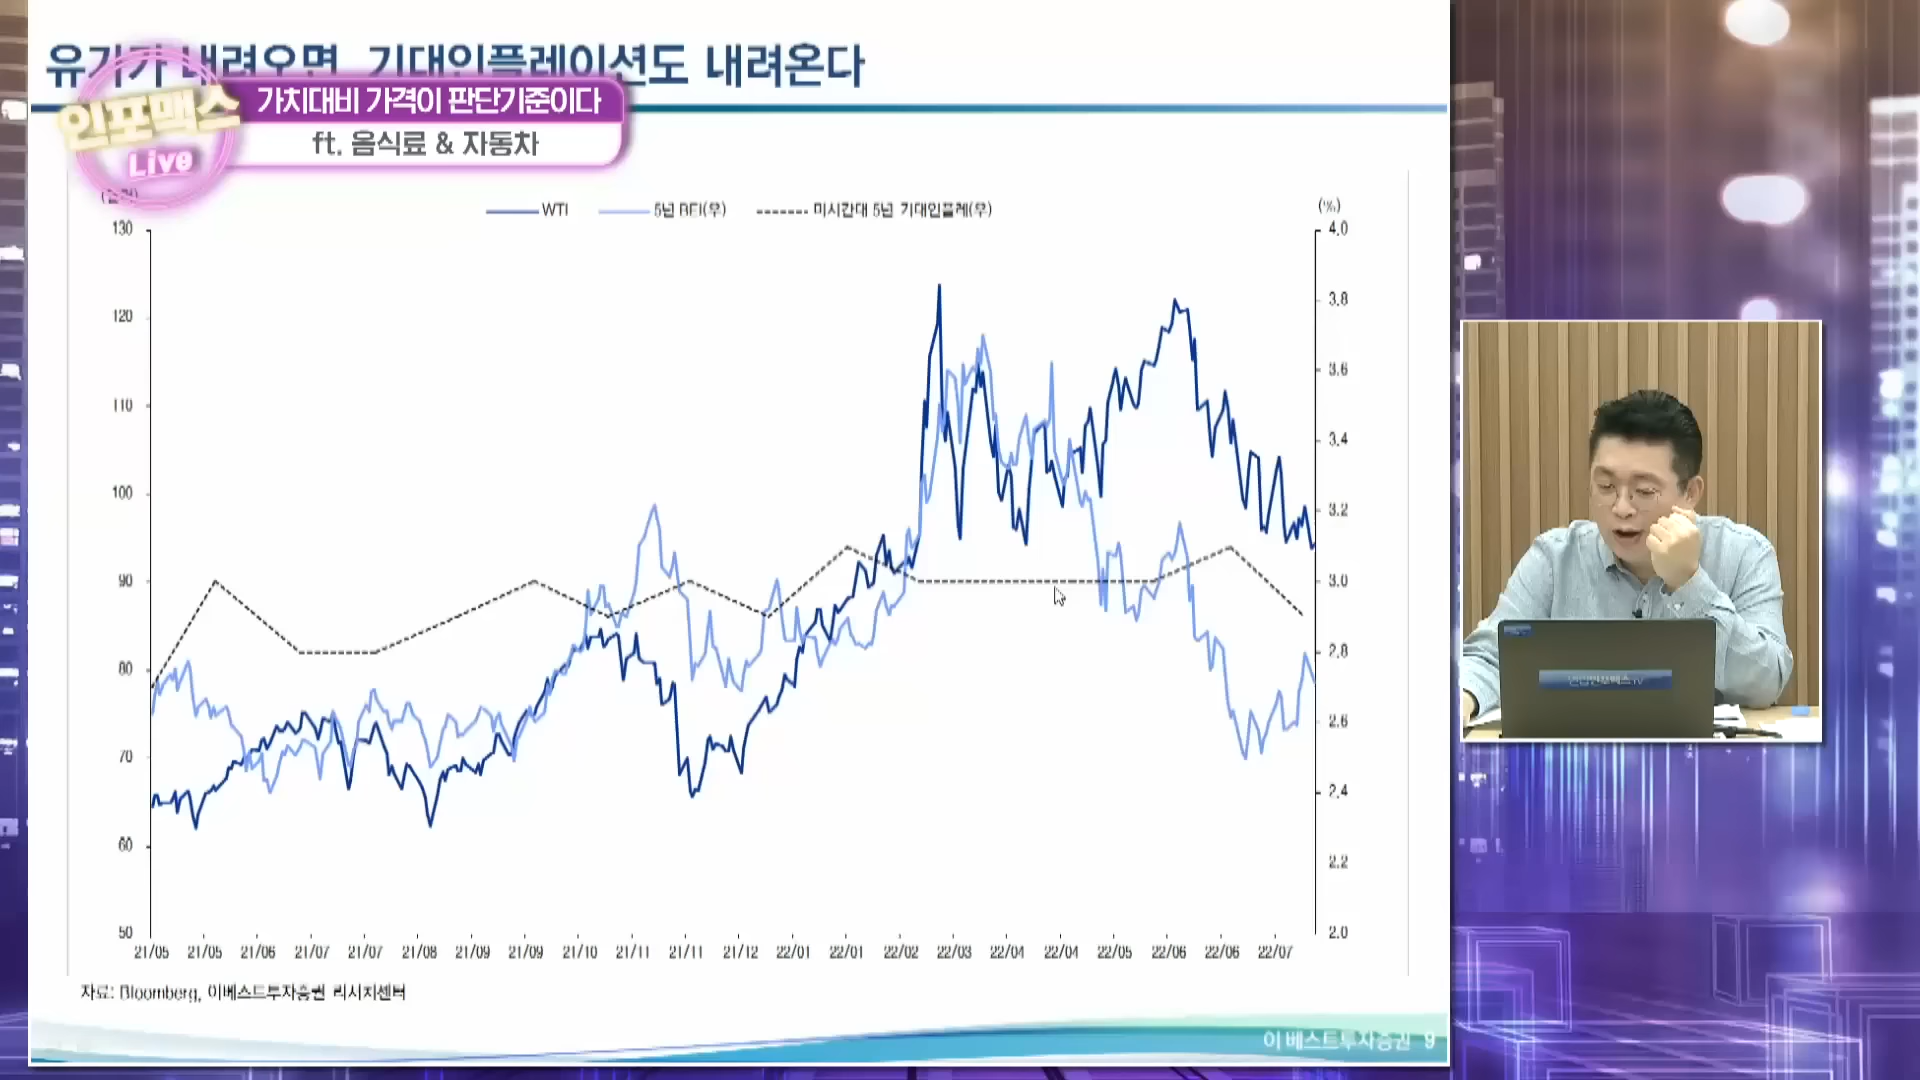 유가가 내려오면, 기대인플레이션도 내려온다
인포맥스
Live
가치대비 가격이 판단기준이다
ft. 음식료 & 자동차
WTI
5년 BEI(우)
미시간대 5년 기대인플레(우)
(%)
130
120
110
100
90
80
70
60
50
4.0
3.8
3.6
3.4
3.2
3.0
2.8
2.6
2.4
2.2
2.0
21/05 21/05 21/06 21/07 21/07 21/08 21/09 21/09 21/10 21/11 21/11 21/12 22/01 22/01 22/02 22/03 22/04 22/04 22/05 22/06 22/06 22/07
자료: Bloomberg, 이베스트투자증권 리서치센터
이베스트투자증권 9